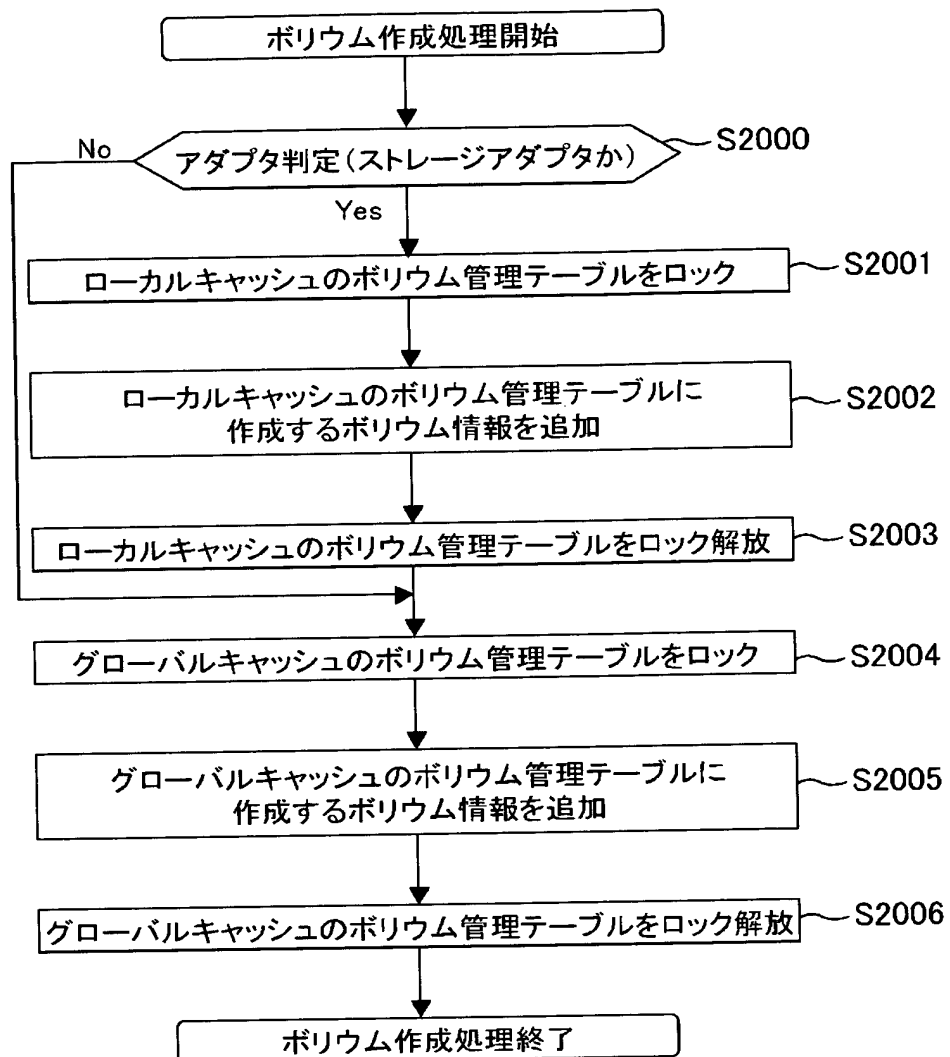 ボリウム作成処理開始
アダプタ判定(ストレージアダプタか)
S2000
No
Yes
ローカルキャッシュのボリウム管理テーブルをロック
S2001
ローカルキャッシュのボリウム管理テーブルに
作成するボリウム情報を追加
S2002
ローカルキャッシュのボリウム管理テーブルをロック解放
S2003
グローバルキャッシュのボリウム管理テーブルをロック
S2004
グローバルキャッシュのボリウム管理テーブルに
作成するボリウム情報を追加
S2005
グローバルキャッシュのボリウム管理テーブルをロック解放
S2006
ボリウム作成処理終了